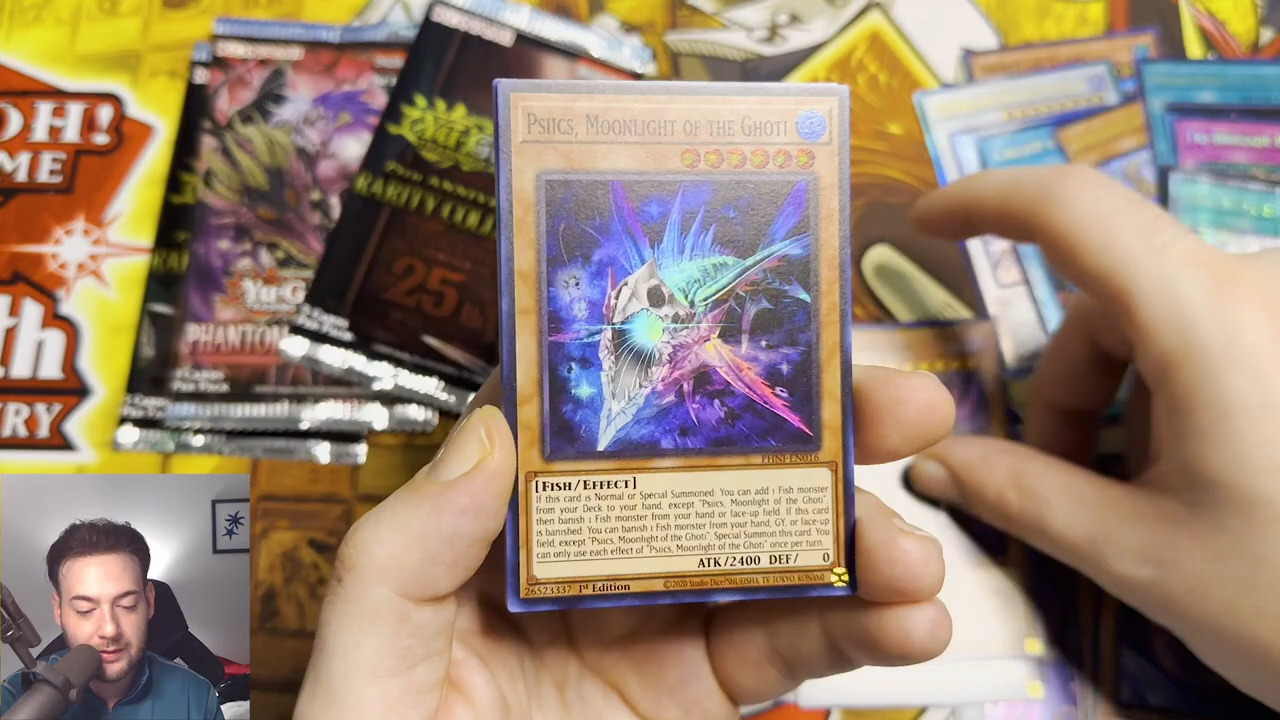 OH!
ME
th
RY
PHANTOM
Per Pack
25TH ANNIVER
RARITY COLL
25th
Psiics, Moonlight of the Ghoti
PHNI-EN016
[Fish/Effect]
If this card is Normal or Special Summoned: You can add 1 Fish monster
from your Deck to your hand, except "Psiics, Moonlight of the Ghoti",
then banish 1 Fish monster from your hand or face-up field. If this card
is banished: You can banish 1 Fish monster from your hand, GY, or face-up
field, except "Psiics, Moonlight of the Ghoti"; Special Summon this card. You
can only use each effect of "Psiics, Moonlight of the Ghoti" once per turn.
ATK/2400 DEF/ 0
26523337 1st Edition
©2020 Studio Dice/SHUEISHA, TV TOKYO, KONAMI